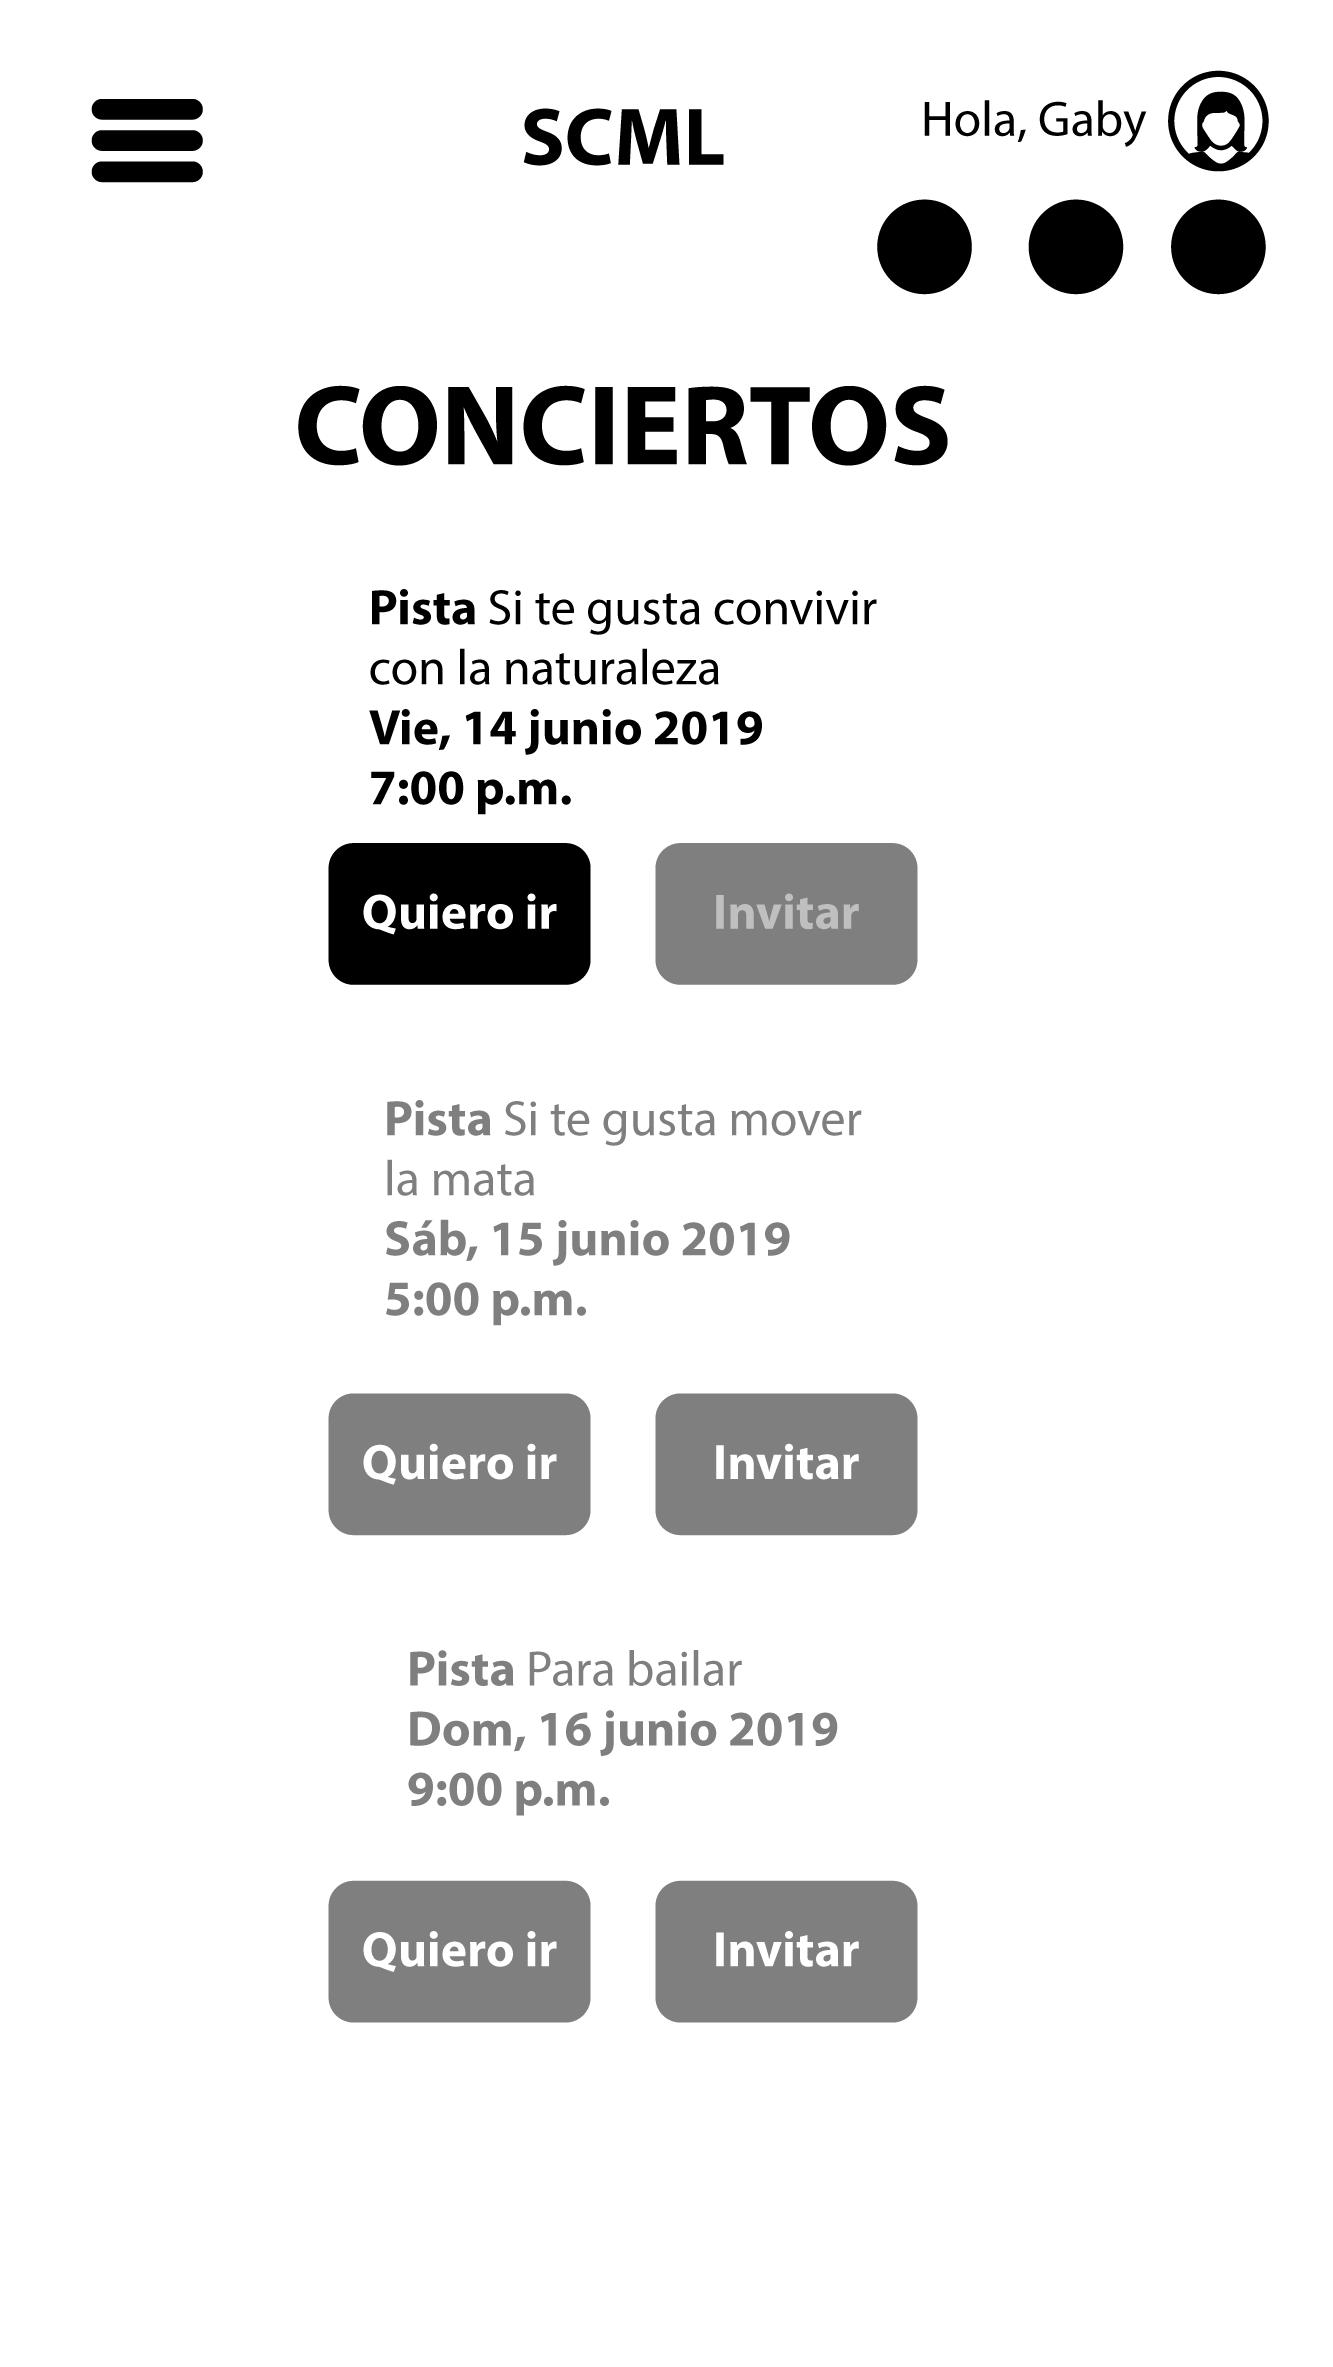 SCML
Hola, Gaby
CONCIERTOS
Pista Si te gusta convivir
con la naturaleza
Vie, 14 junio 2019
7:00 p.m.
Quiero ir
Invitar
Pista Si te gusta mover
la mata
Sáb, 15 junio 2019
5:00 p.m.
Quiero ir
Invitar
Pista Para bailar
Dom, 16 junio 2019
9:00 p.m.
Quiero ir
Invitar